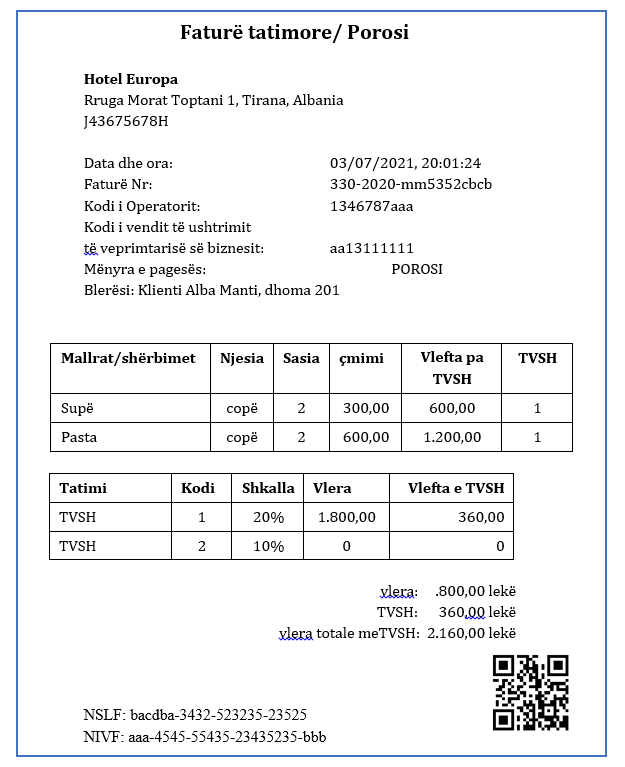 Faturë tatimore/ Porosi
Hotel Europa
Rruga Morat Toptani 1, Tirana, Albania
J43675678H
Data dhe ora: 03/07/2021, 20:01:24
Faturë Nr: 330-2020-mm5352cbcb
Kodi i Operatorit: 1346787aaa
Kodi i vendit të ushtrimit
të veprimtarisë së biznesit: aa13111111
Mënyra e pagesës: POROSI
Blerësi: Klienti Alba Manti, dhoma 201
Mallrat/shërbimet Njesia Sasia çmimi Vlefta pa TVSH TVSH
Supë copë 2 300,00 600,00 1
Pasta copë 2 600,00 1.200,00 1
Tatimi Kodi Shkalla Vlera Vlefta e TVSH
TVSH 1 20% 1.800,00 360,00
TVSH 2 10% 0 0
vlera: .800,00 lekë
TVSH: 360,00 lekë
vlera totale meTVSH: 2.160,00 lekë
NSLF: bacdba-3432-523235-23525
NIVF: aaa-4545-55435-23435235-bbb